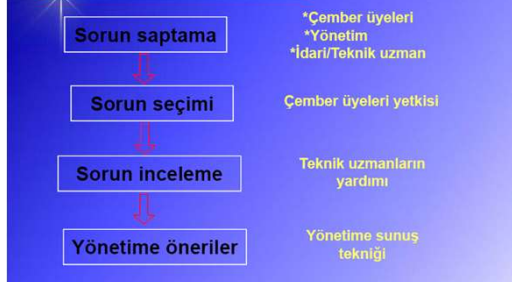 Sorun saptama
*Çember üyeleri
*Yönetim
*İdari/Teknik uzman
Sorun seçimi
Çember üyeleri yetkisi
Sorun inceleme
Teknik uzmanların
yardımı
Yönetime öneriler
Yönetime sunuş
tekniği